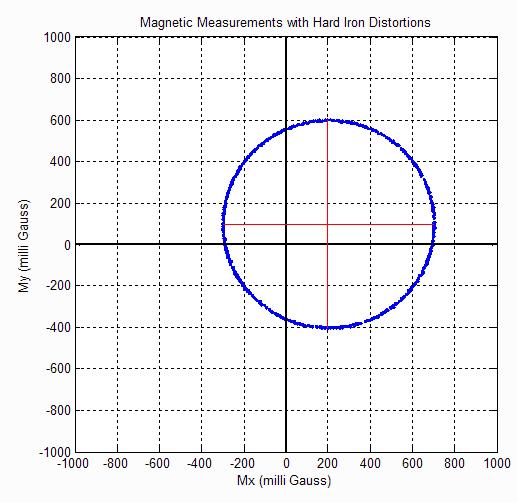 Magnetic Measurements with Hard Iron Distortions
1000
800
600
400
200
0
-200
-400
-600
-800
-1000
My (milli Gauss)
-1000 -800 -600 -400 -200 0 200 400 600 800 1000
Mx (milli Gauss)